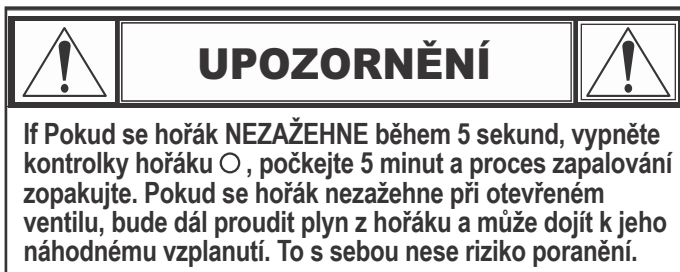 UPOZORNĚNÍ
If Pokud se hořák NEZAŽEHNE během 5 sekund, vypněte
kontrolky hořáku ○ , počkejte 5 minut a proces zapalování
zopakujte. Pokud se hořák nezažehne při otevřeném
ventilu, bude dál proudit plyn z hořáku a může dojít k jeho
náhodnému vzplanutí. To s sebou nese riziko poranění.